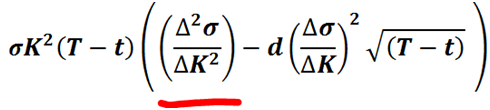 σK²(T − t)((Δ²σ/ΔK²) − d(Δσ/ΔK)² √(T − t))